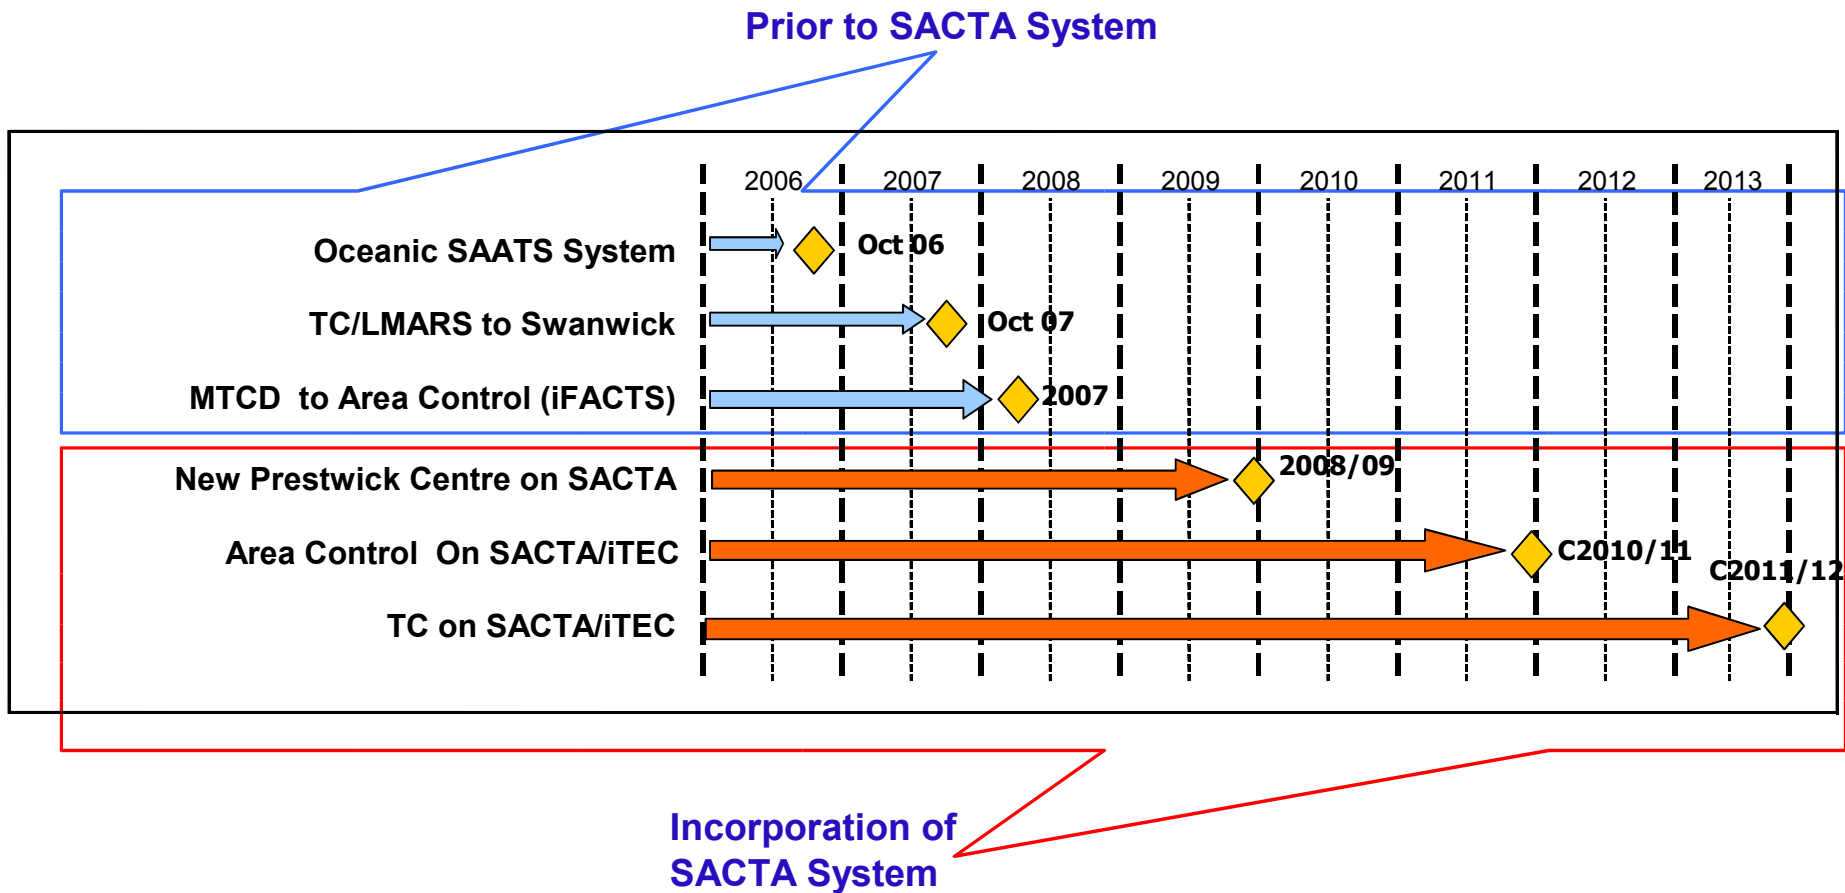 Prior to SACTA System
2006 2007 2008 2009 2010 2011 2012 2013
Oceanic SAATS System Oct 06
TC/LMARS to Swanwick Oct 07
MTCD to Area Control (iFACTS) 2007
New Prestwick Centre on SACTA 2008/09
Area Control On SACTA/iTEC C2010/11
C2011/12
TC on SACTA/iTEC
Incorporation of
SACTA System